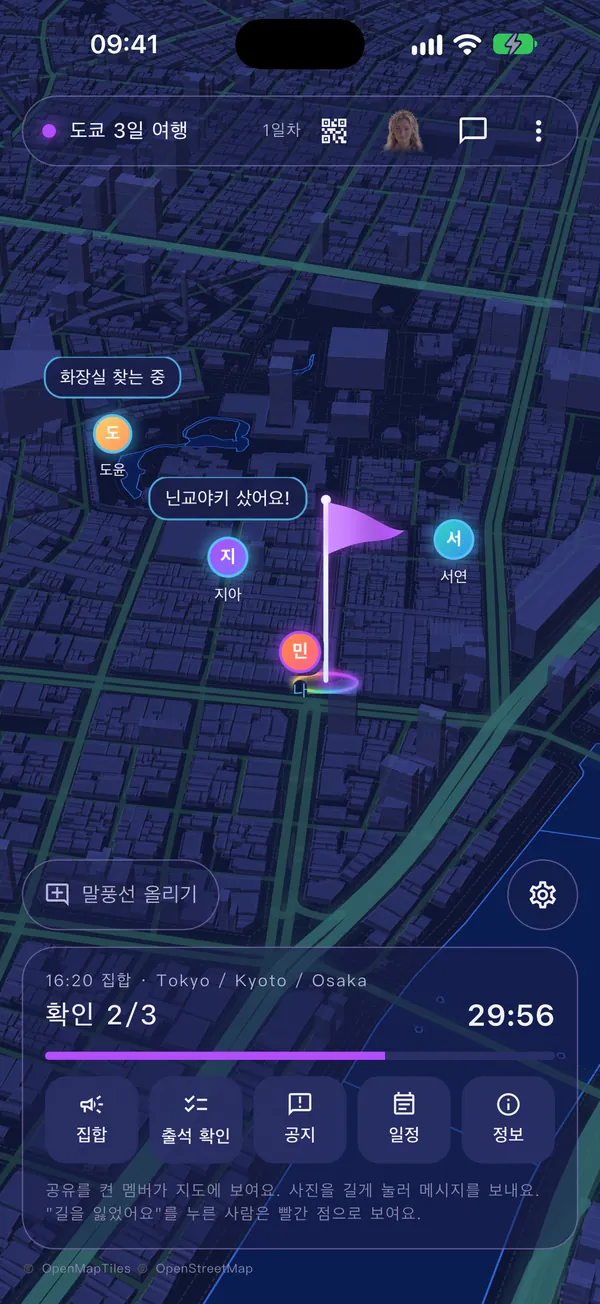 09:41
도쿄 3일 여행
1일차
화장실 찾는 중
도
도윤
닌교야키 샀어요!
지
지아
서
서연
민
나
말풍선 올리기
16:20 집합 · Tokyo / Kyoto / Osaka
확인 2/3
29:56
집합
출석 확인
공지
일정
정보
공유를 켠 멤버가 지도에 보여요. 사진을 길게 눌러 메시지를 보내요.
"길을 잃었어요"를 누른 사람은 빨간 점으로 보여요.
© OpenMapTiles © OpenStreetMap